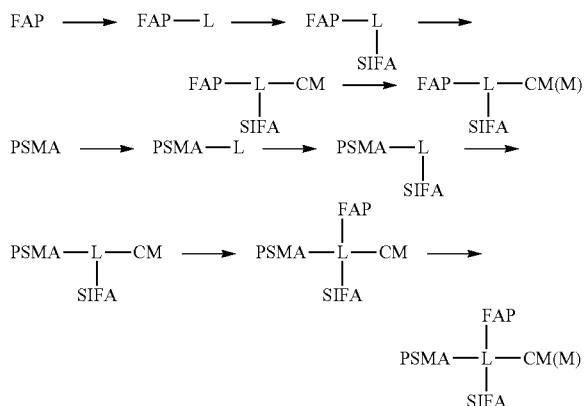 FAP FAP L FAP L
SIFA
FAP L CM FAP L CM(M)
SIFA SIFA
PSMA PSMA L PSMA L
SIFA
FAP
PSMA L CM PSMA L CM
SIFA SIFA
FAP
PSMA L CM(M)
SIFA